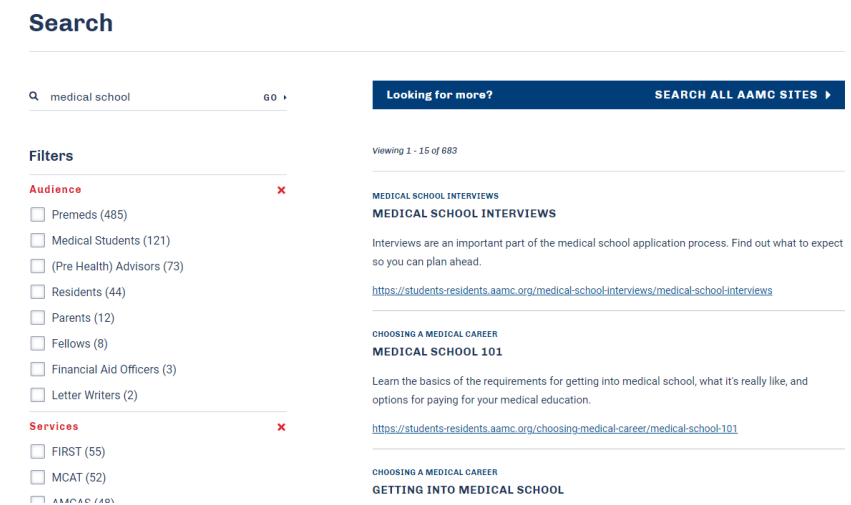 Search
medical school
GO
Filters
Audience
Premeds (485)
Medical Students (121)
(Pre Health) Advisors (73)
Residents (44)
Parents (12)
Fellows (8)
Financial Aid Officers (3)
Letter Writers (2)
Services
FIRST (55)
MCAT (52)
AMCAS (48)
Looking for more?
SEARCH ALL AAMC SITES
Viewing 1 - 15 of 683
MEDICAL SCHOOL INTERVIEWS
MEDICAL SCHOOL INTERVIEWS
Interviews are an important part of the medical school application process. Find out what to expect
so you can plan ahead.
https://students-residents.aamc.org/medical-school-interviews/medical-school-interviews
CHOOSING A MEDICAL CAREER
MEDICAL SCHOOL 101
Learn the basics of the requirements for getting into medical school, what it's really like, and
options for paying for your medical education.
https://students-residents.aamc.org/choosing-medical-career/medical-school-101
CHOOSING A MEDICAL CAREER
GETTING INTO MEDICAL SCHOOL